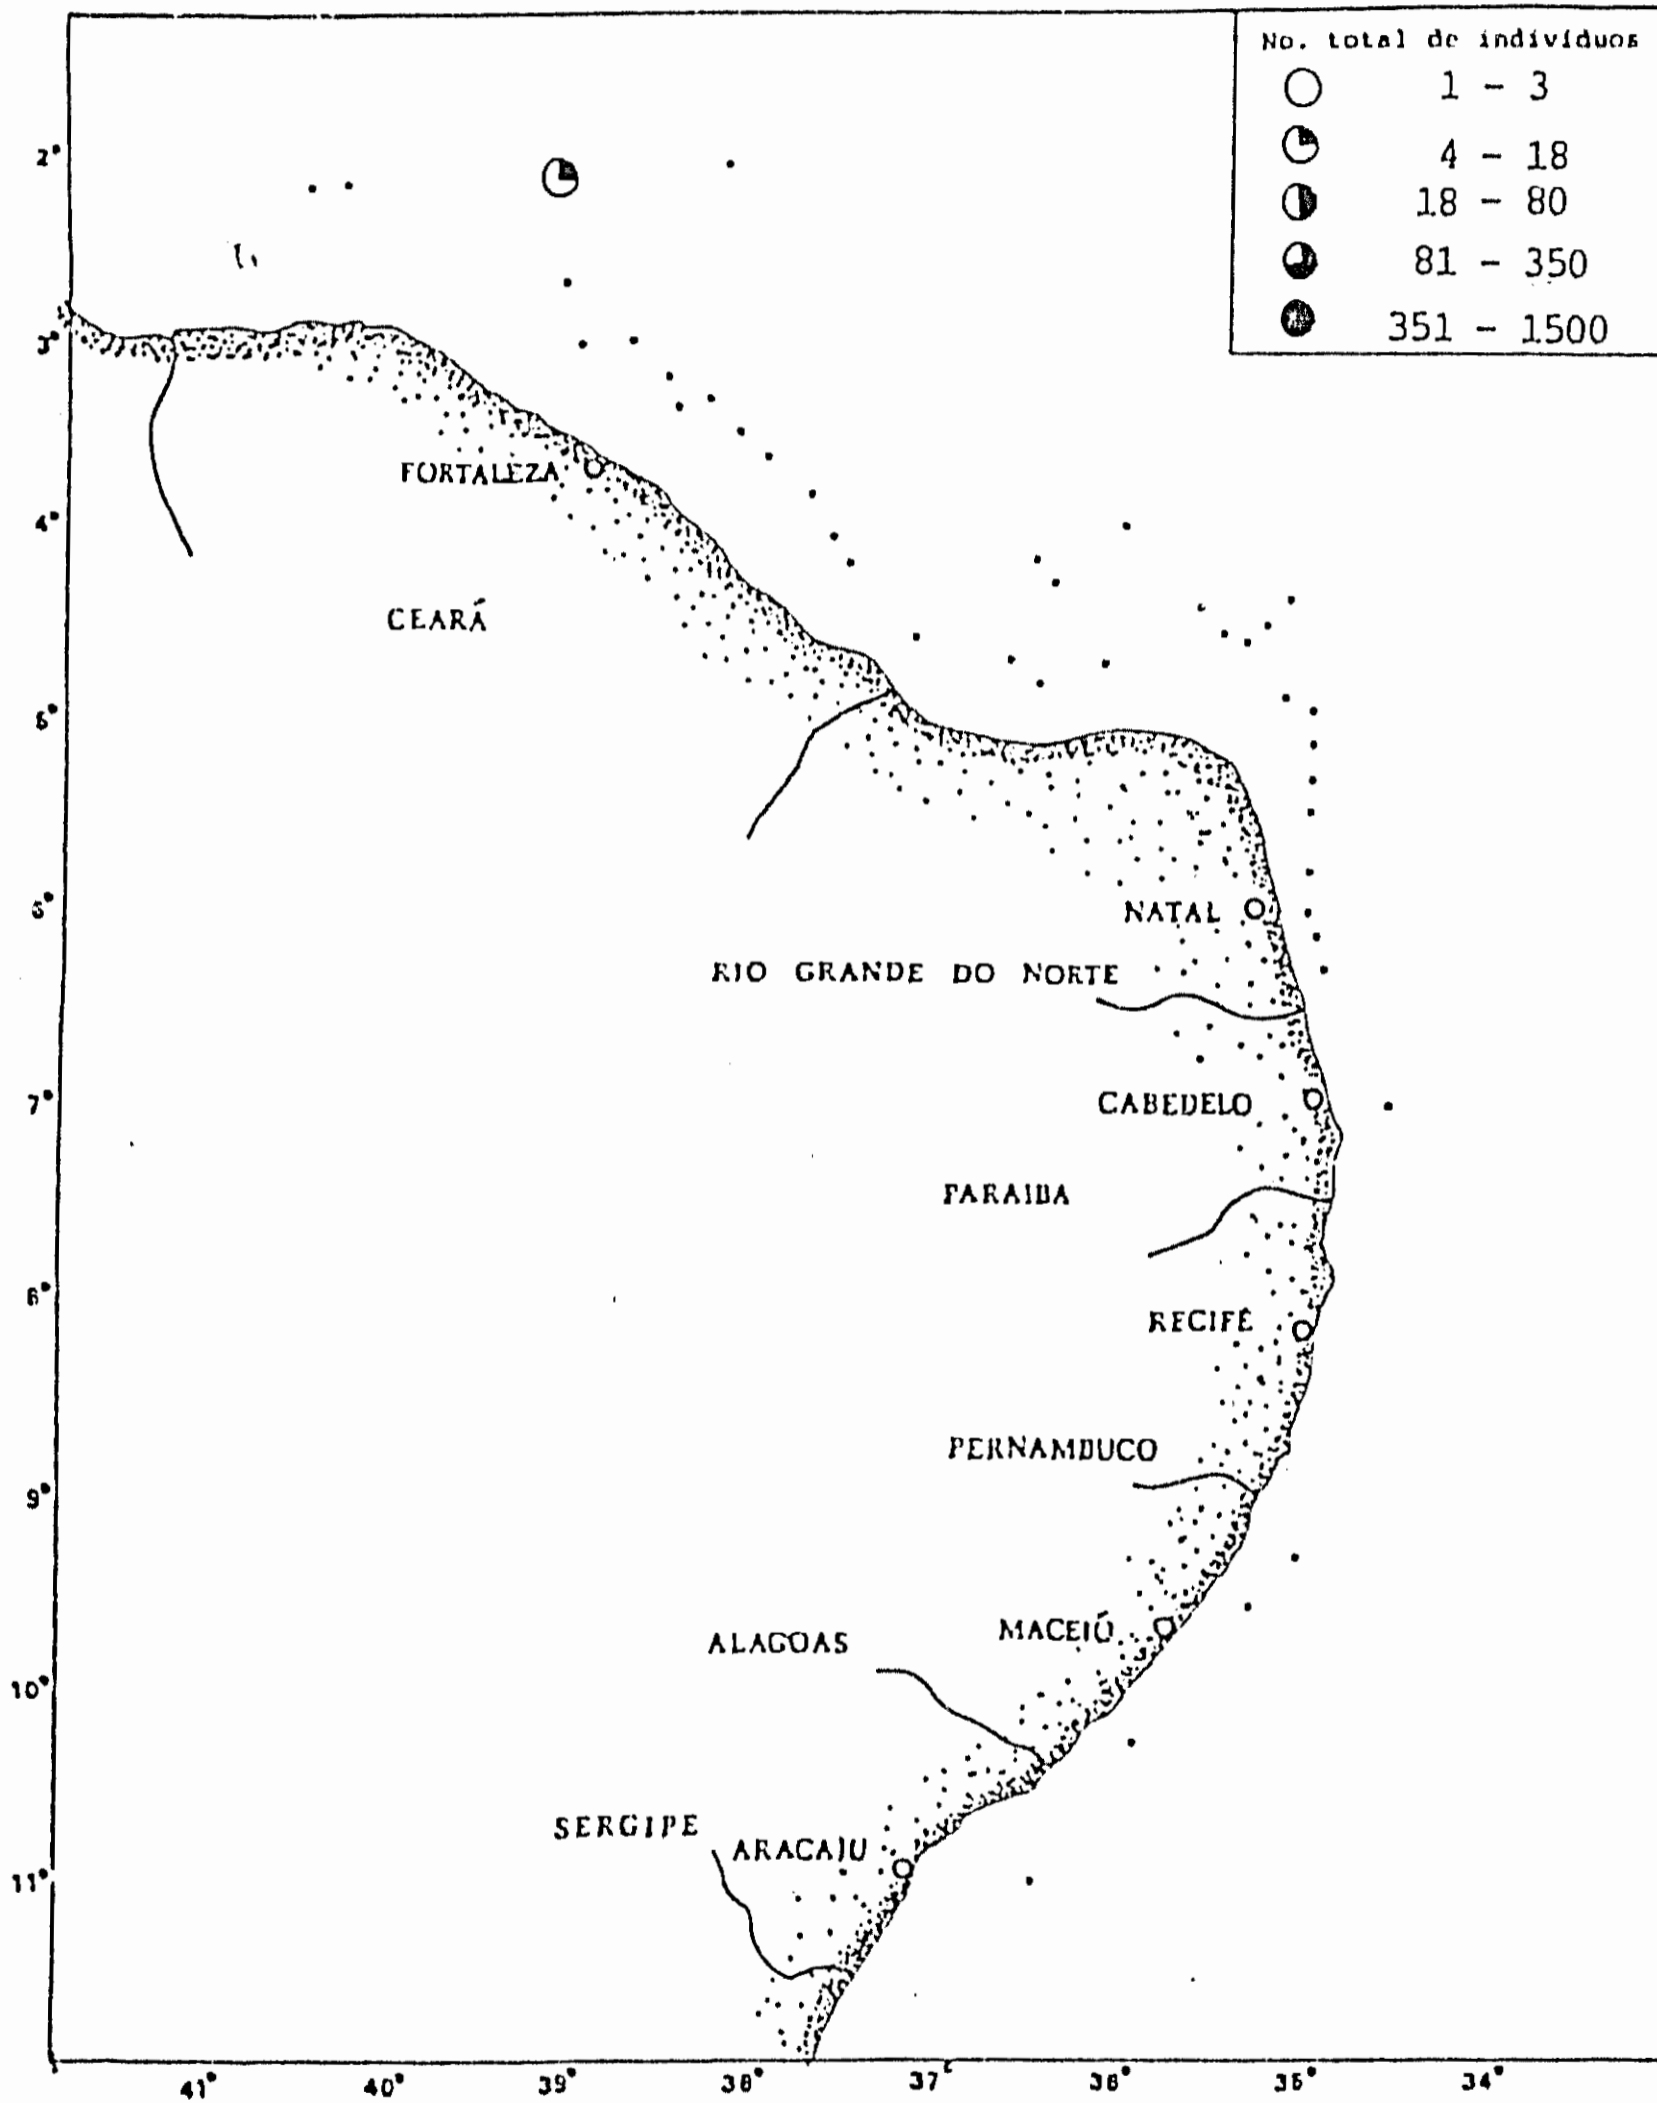 No. total de indivíduos
1 - 3
4 - 18
18 - 80
81 - 350
351 - 1500
2°
3°
FORTALEZA
4°
CEARÁ
5°
6°
NATAL
RIO GRANDE DO NORTE
7°
CABEDELO
PARAIBA
8°
RECIFE
PERNAMBUCO
9°
MACEIÓ
ALAGOAS
10°
SERGIPE
ARACAJU
11°
41° 40° 39° 38° 37° 36° 35° 34°